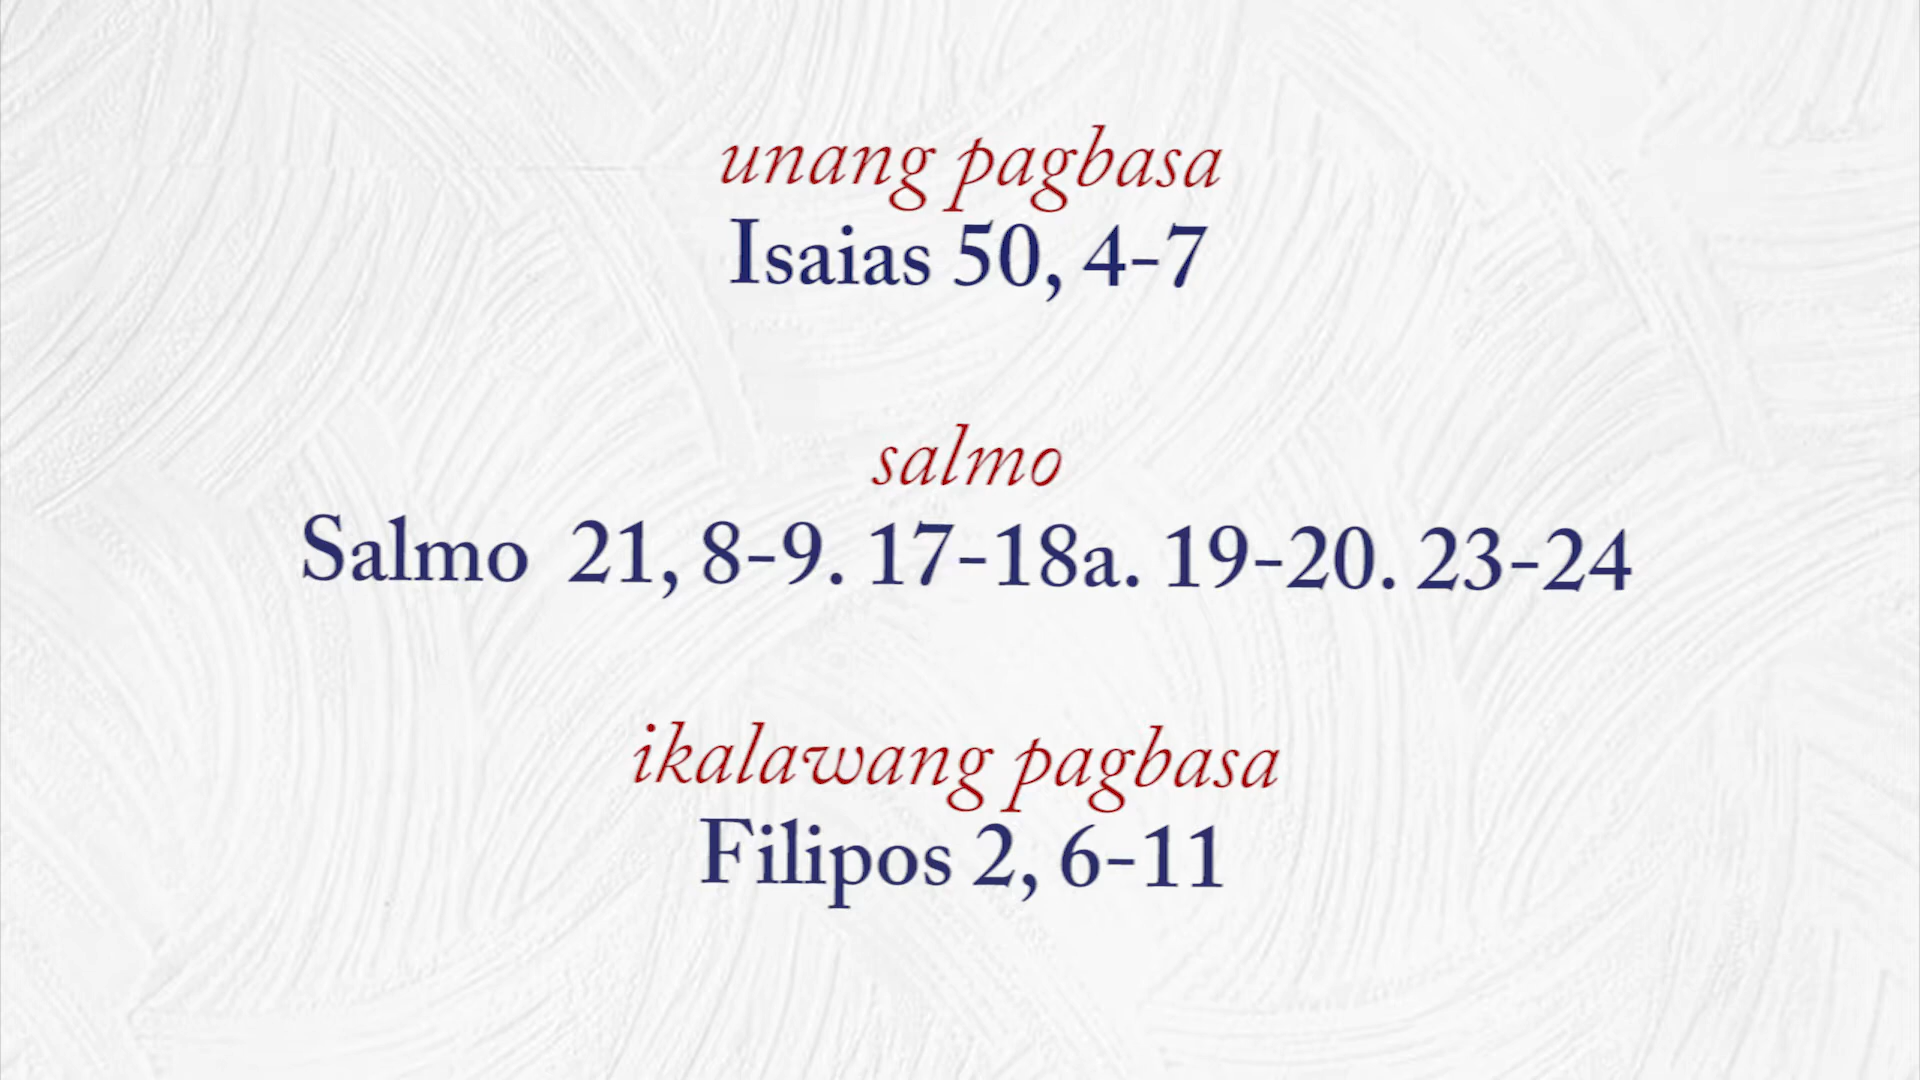 unang pagbasa
Isaias 50, 4-7
salmo
Salmo 21, 8-9. 17-18a. 19-20. 23-24
ikalawang pagbasa
Filipos 2, 6-11